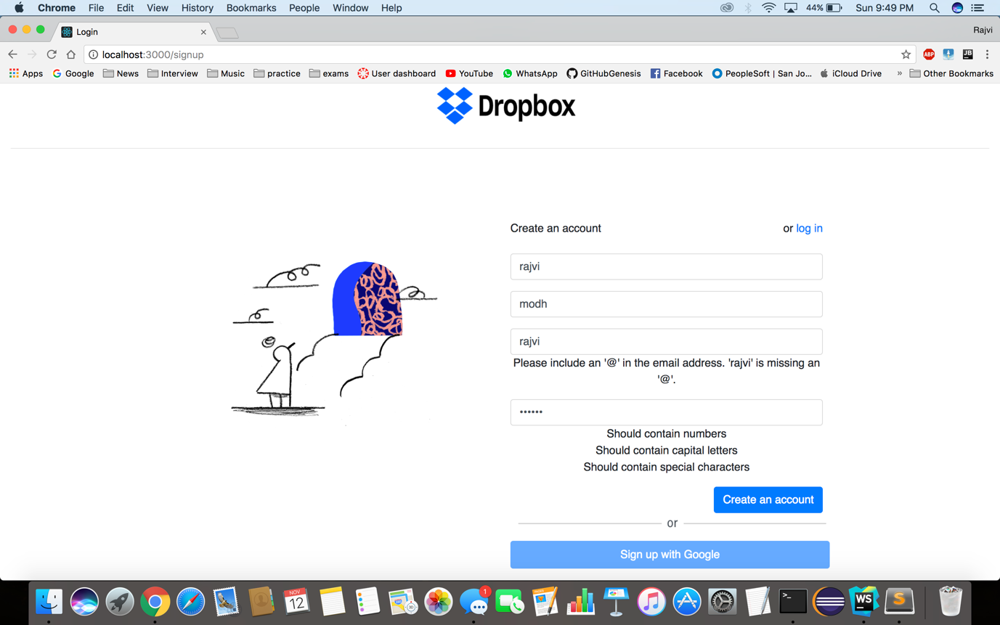 Chrome File Edit View History Bookmarks People Window Help 44% Sun 9:49 PM
Login Rajvi
localhost:3000/signup ABP JB
Apps Google News Interview Music practice exams User dashboard YouTube WhatsApp GitHubGenesis Facebook PeopleSoft | San Jo... iCloud Drive » Other Bookmarks
Dropbox
Create an account or log in
rajvi
modh
rajvi
Please include an '@' in the email address. 'rajvi' is missing an
'@'.
••••••
Should contain numbers
Should contain capital letters
Should contain special characters
Create an account
or
Sign up with Google
NOV
12
3D
1
>_
WS
S